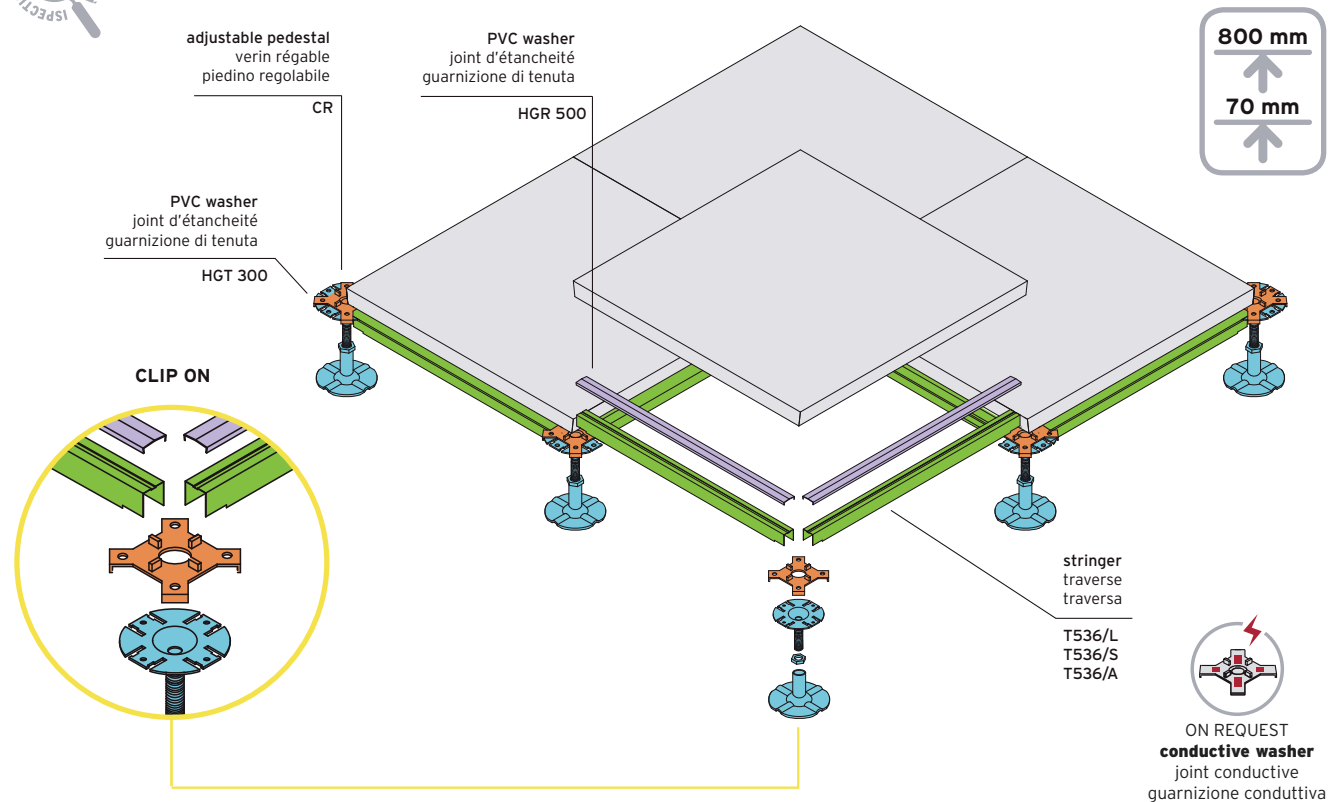 ISPECTI
adjustable pedestal
verin régable
piedino regolabile
CR
PVC washer
joint d'étancheité
guarnizione di tenuta
HGR 500
800 mm
70 mm
PVC washer
joint d'étancheité
guarnizione di tenuta
HGT 300
CLIP ON
stringer
traverse
traversa
T536/L
T536/S
T536/A
ON REQUEST
conductive washer
joint conductive
guarnizione conduttiva